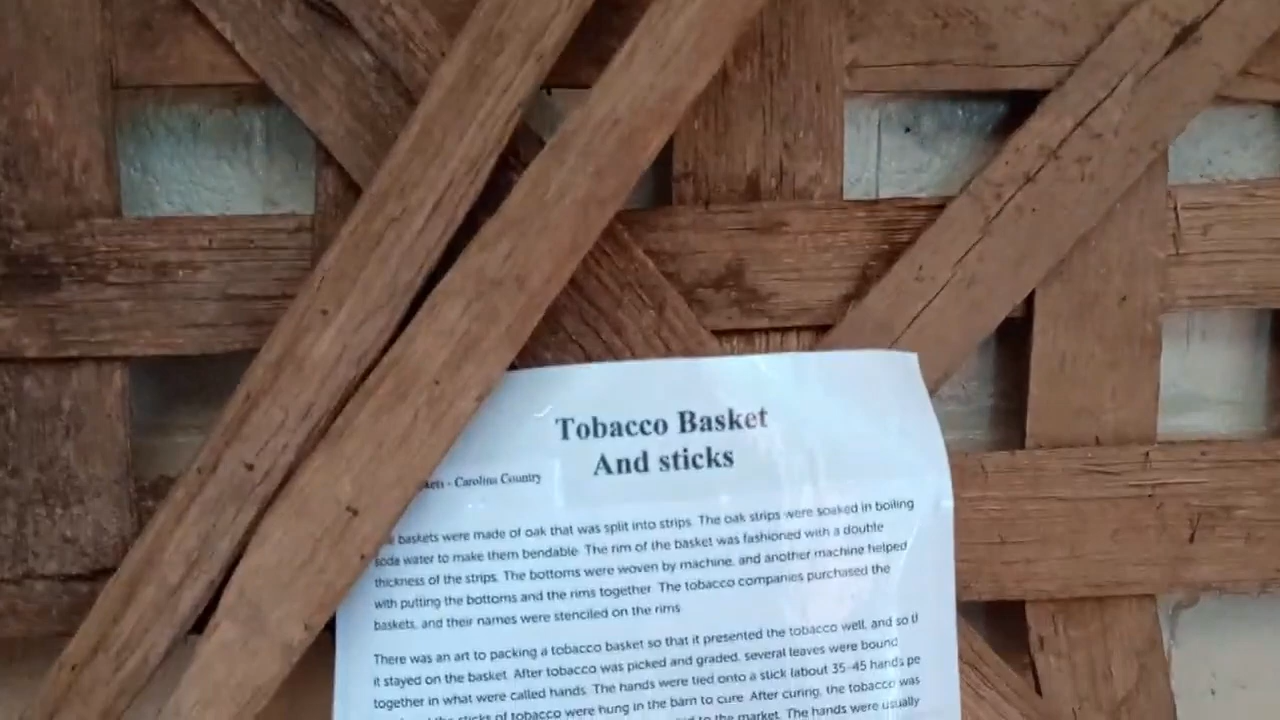 Tobacco Basket
And sticks
- Carolina Country
baskets were made of oak that was split into strips. The oak strips were soaked in boiling
soda water to make them bendable. The rim of the basket was fashioned with a double
thickness of the strips. The bottoms were woven by machine, and another machine helped
with putting the bottoms and the rims together. The tobacco companies purchased the
baskets, and their names were stenciled on the rims
There was an art to packing a tobacco basket so that it presented the tobacco well, and so
it stayed on the basket. After tobacco was picked and graded, several leaves were bound
together in what were called hands. The hands were tied onto a stick (about 35-45 hands pe
the sticks of tobacco were hung in the barn to cure. After curing, the tobacco was
to the market. The hands were usually